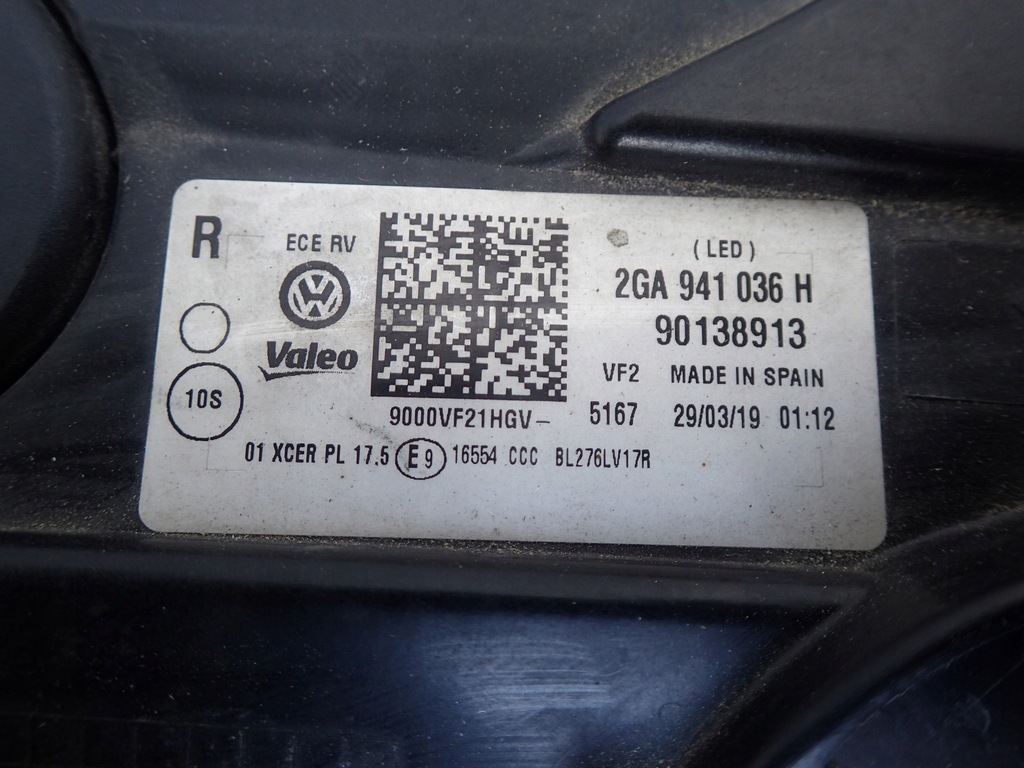 R
ECE RV
(LED)
2GA 941 036 H
Valeo
90138913
VF2 MADE IN SPAIN
10S
9000VF21HGV-
5167 29/03/19 01:12
01 XCER PL 17.5 E9 16554 CCC BL276LV17R